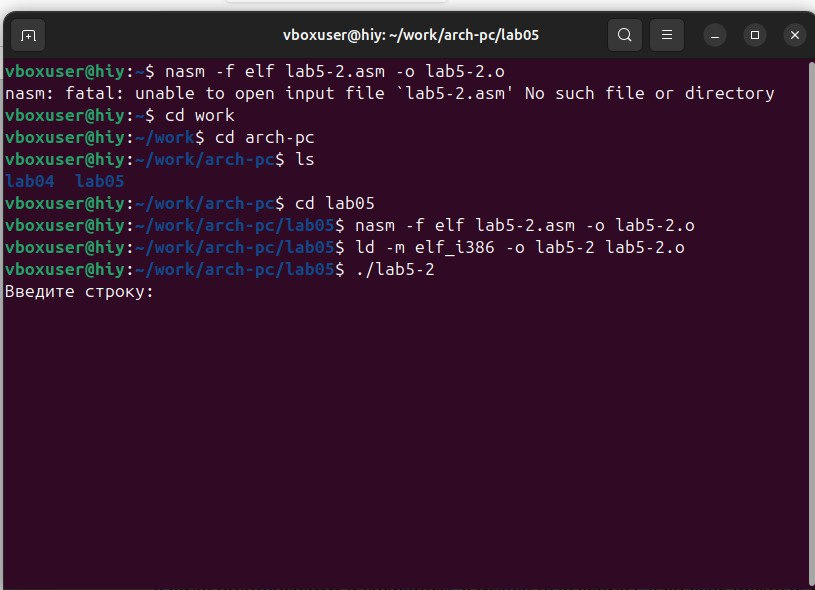 vboxuser@hiy: ~/work/arch-pc/lab05
vboxuser@hiy:~$ nasm -f elf lab5-2.asm -o lab5-2.o
nasm: fatal: unable to open input file `lab5-2.asm' No such file or directory
vboxuser@hiy:~$ cd work
vboxuser@hiy:~/work$ cd arch-pc
vboxuser@hiy:~/work/arch-pc$ ls
lab04  lab05
vboxuser@hiy:~/work/arch-pc$ cd lab05
vboxuser@hiy:~/work/arch-pc/lab05$ nasm -f elf lab5-2.asm -o lab5-2.o
vboxuser@hiy:~/work/arch-pc/lab05$ ld -m elf_i386 -o lab5-2 lab5-2.o
vboxuser@hiy:~/work/arch-pc/lab05$ ./lab5-2
Введите строку: